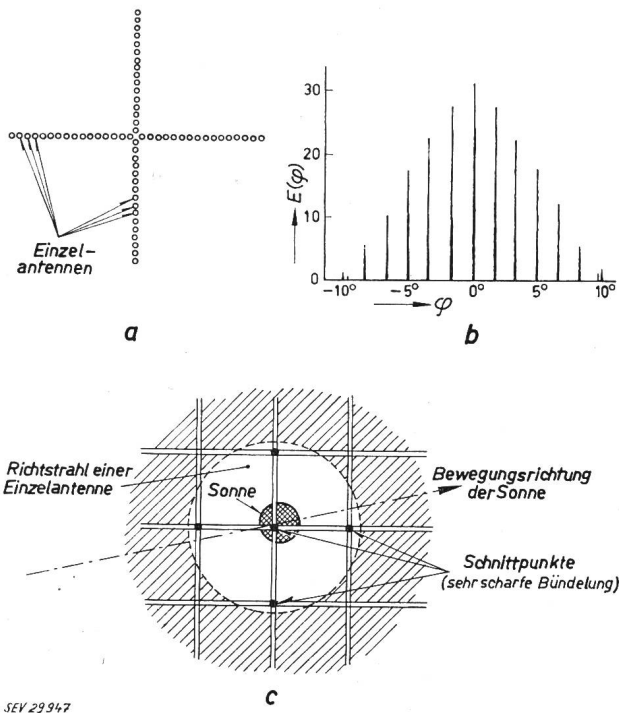 Einzel-
antennen
a
E(φ)
30
20
10
0
-10°
-5°
0°
5°
10°
φ
b
Richtstrahl einer
Einzelantenne
Sonne
Bewegungsrichtung
der Sonne
Schnittpunkte
(sehr scharfe Bündelung)
c
SEV 29947